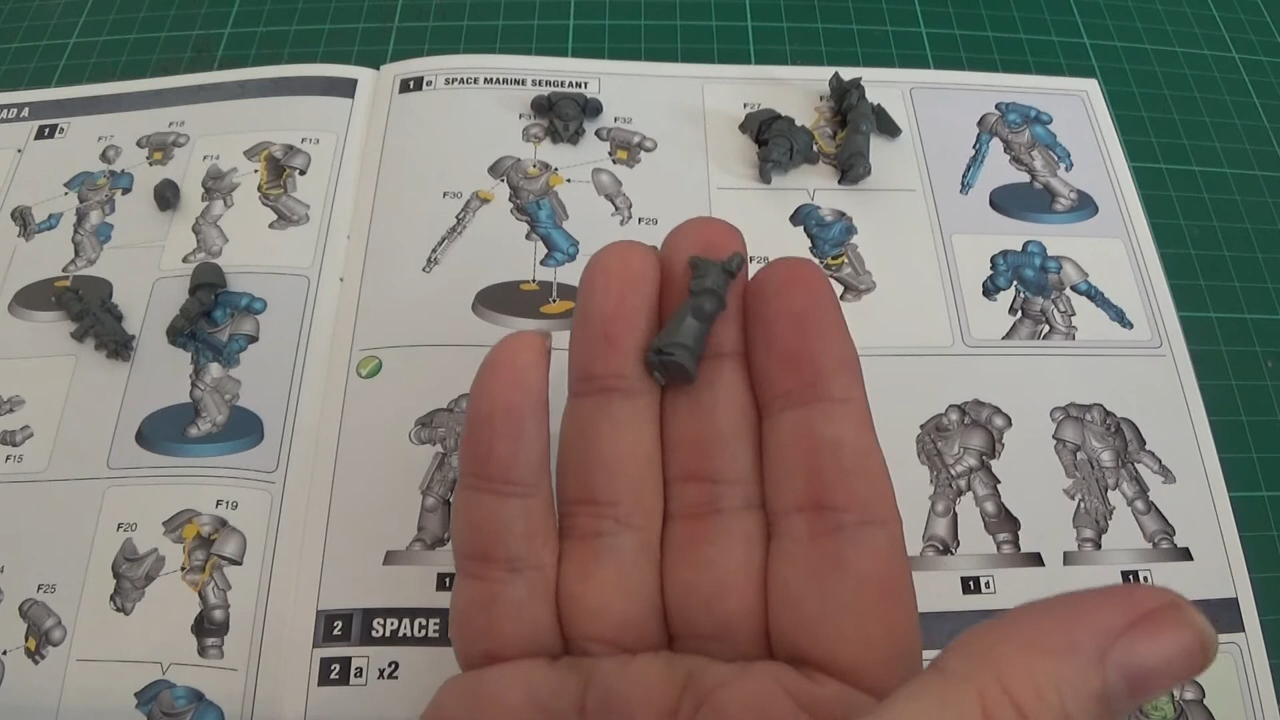 AD A
1 b
F17
F18
F14
F13
F15
F20
F19
F25
1 e SPACE MARINE SERGEANT
F31
F32
F30
F29
F27
F28
1 d
1 e
2 SPACE
2 a x2